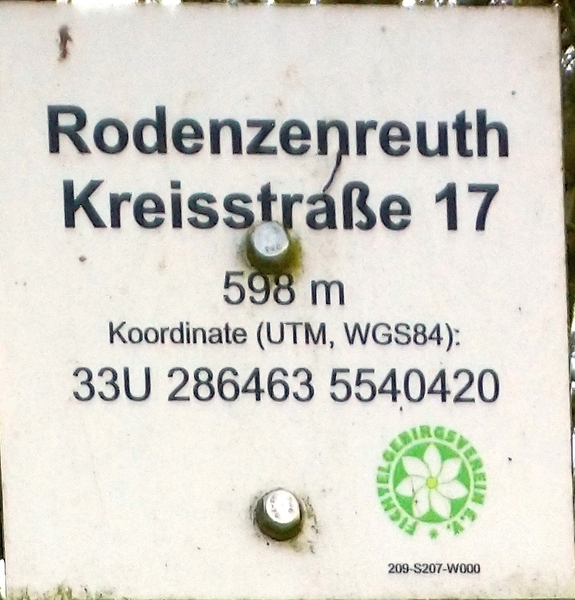 Rodenzenreuth
Kreisstraße 17
598 m
Koordinate (UTM, WGS84):
33U 286463 5540420
FICHTELGEBIRGSVEREIN E.V.
209-S207-W000